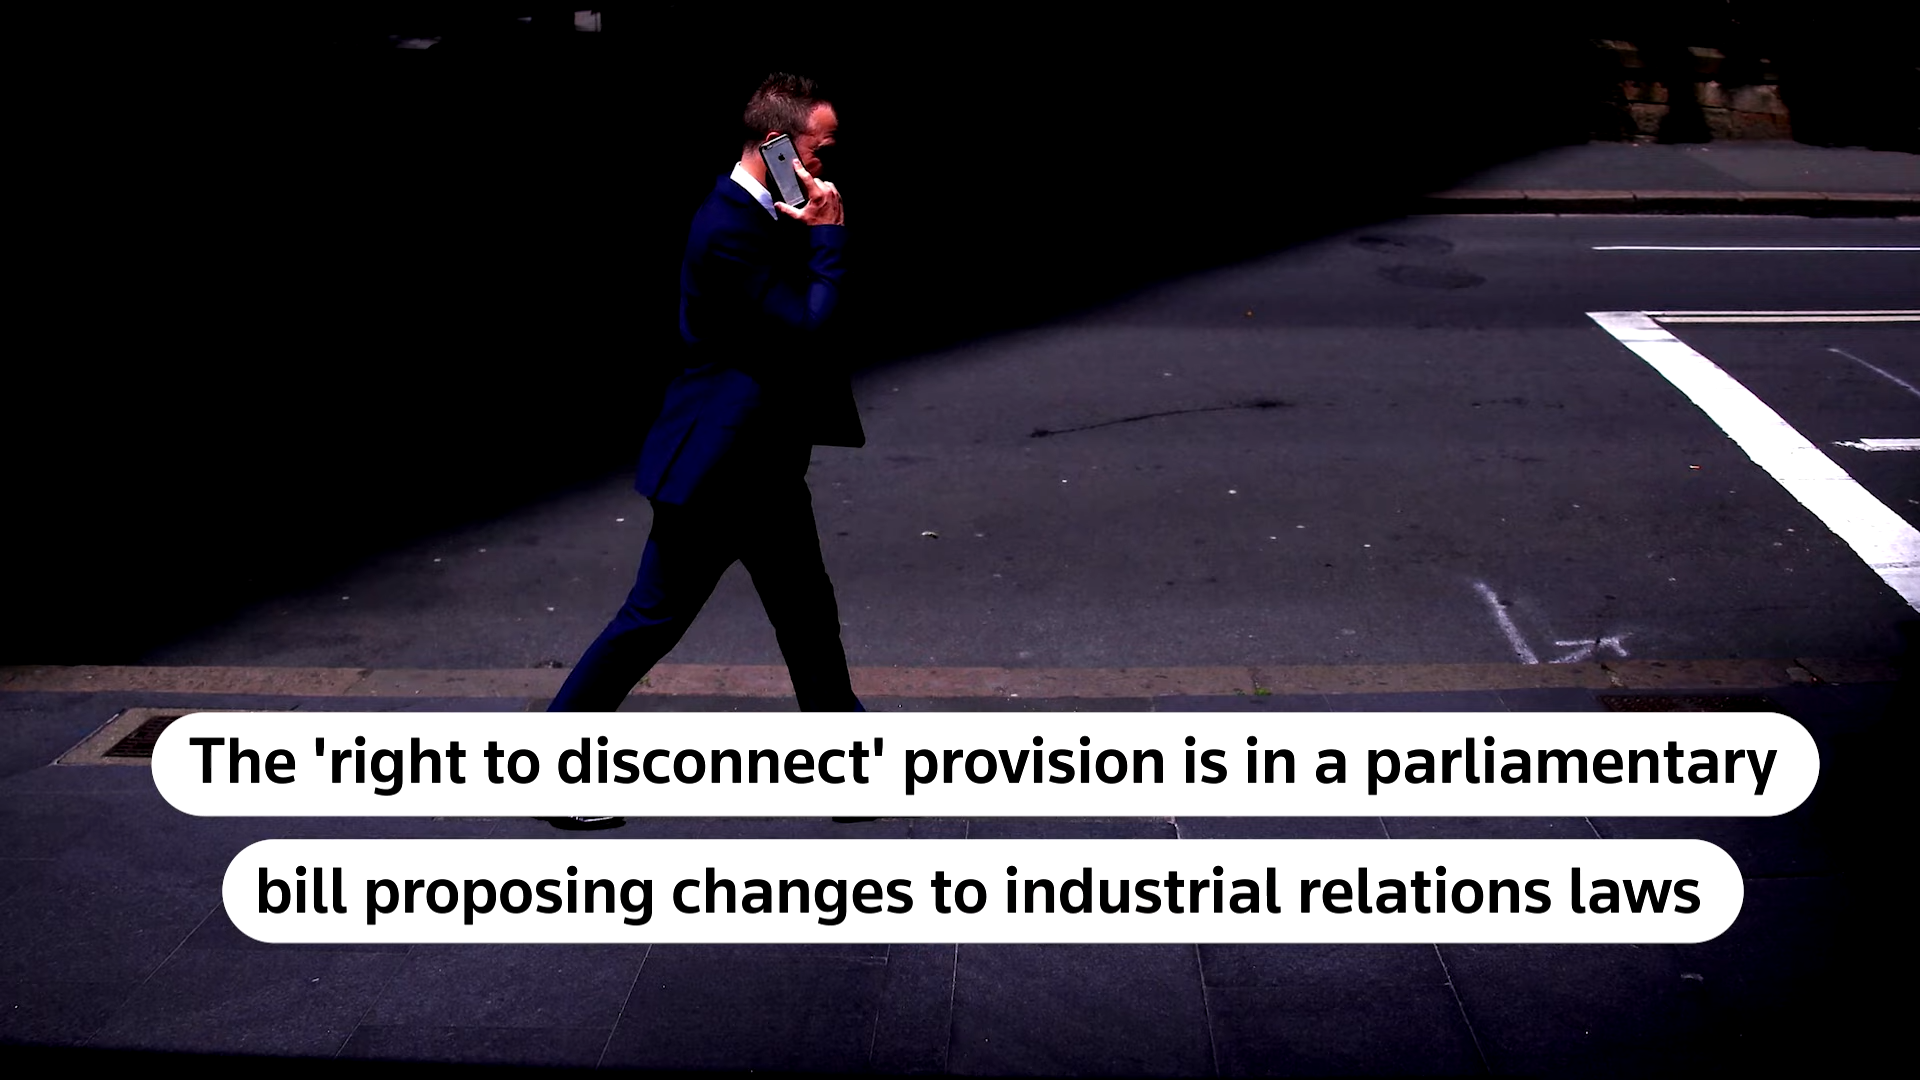 The 'right to disconnect' provision is in a parliamentary
bill proposing changes to industrial relations laws